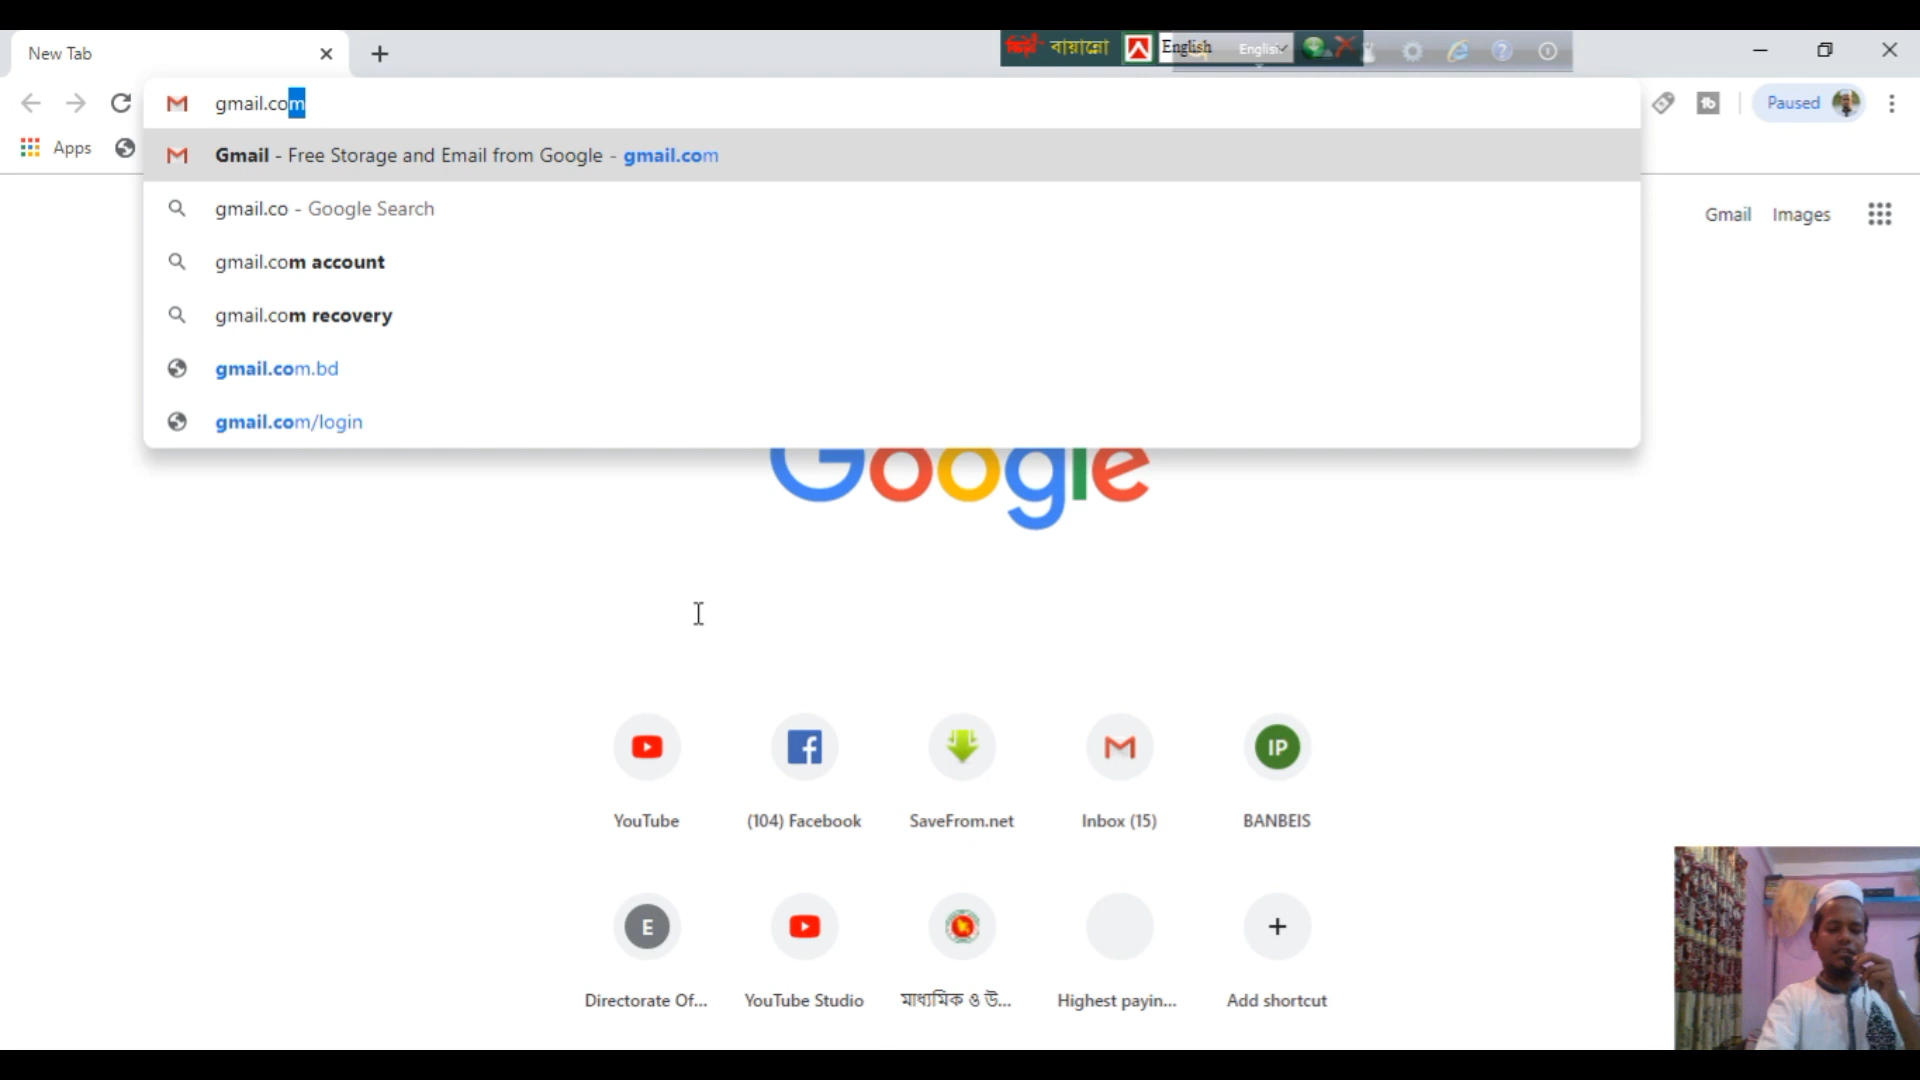 New Tab
বায়ান্নো
English
English
gmail.com
Paused
Apps
Gmail - Free Storage and Email from Google - gmail.com
gmail.co - Google Search
gmail.com account
gmail.com recovery
gmail.com.bd
gmail.com/login
Gmail Images
Google
IP
YouTube (104) Facebook SaveFrom.net Inbox (15) BANBEIS
E
Directorate Of... YouTube Studio মাধ্যমিক ও উ... Highest payin... Add shortcut